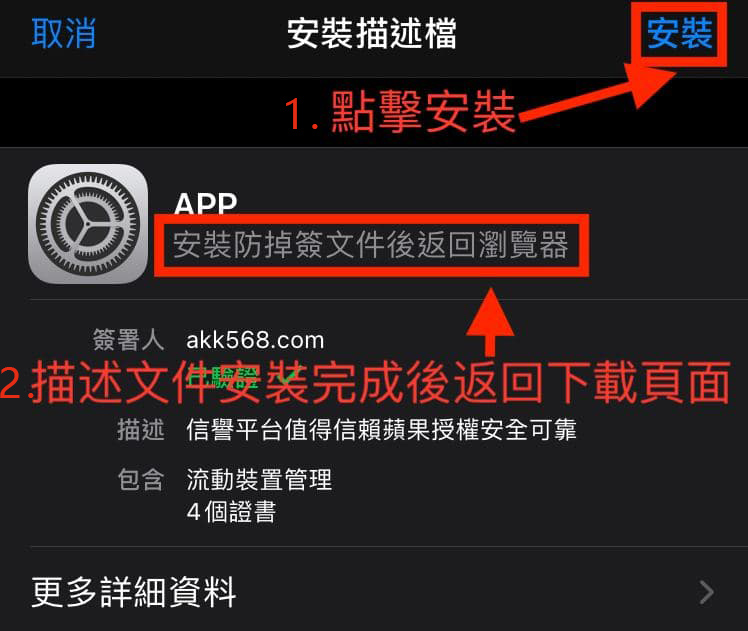 取消 安裝描述檔 安裝
1.點擊安裝
APP
安裝防掉簽文件後返回瀏覽器
簽署人 akk568.com
已驗證 ✓
2.描述文件安裝完成後返回下載頁面
描述 信譽平台值得信賴蘋果授權安全可靠
包含 流動裝置管理
4個證書
更多詳細資料